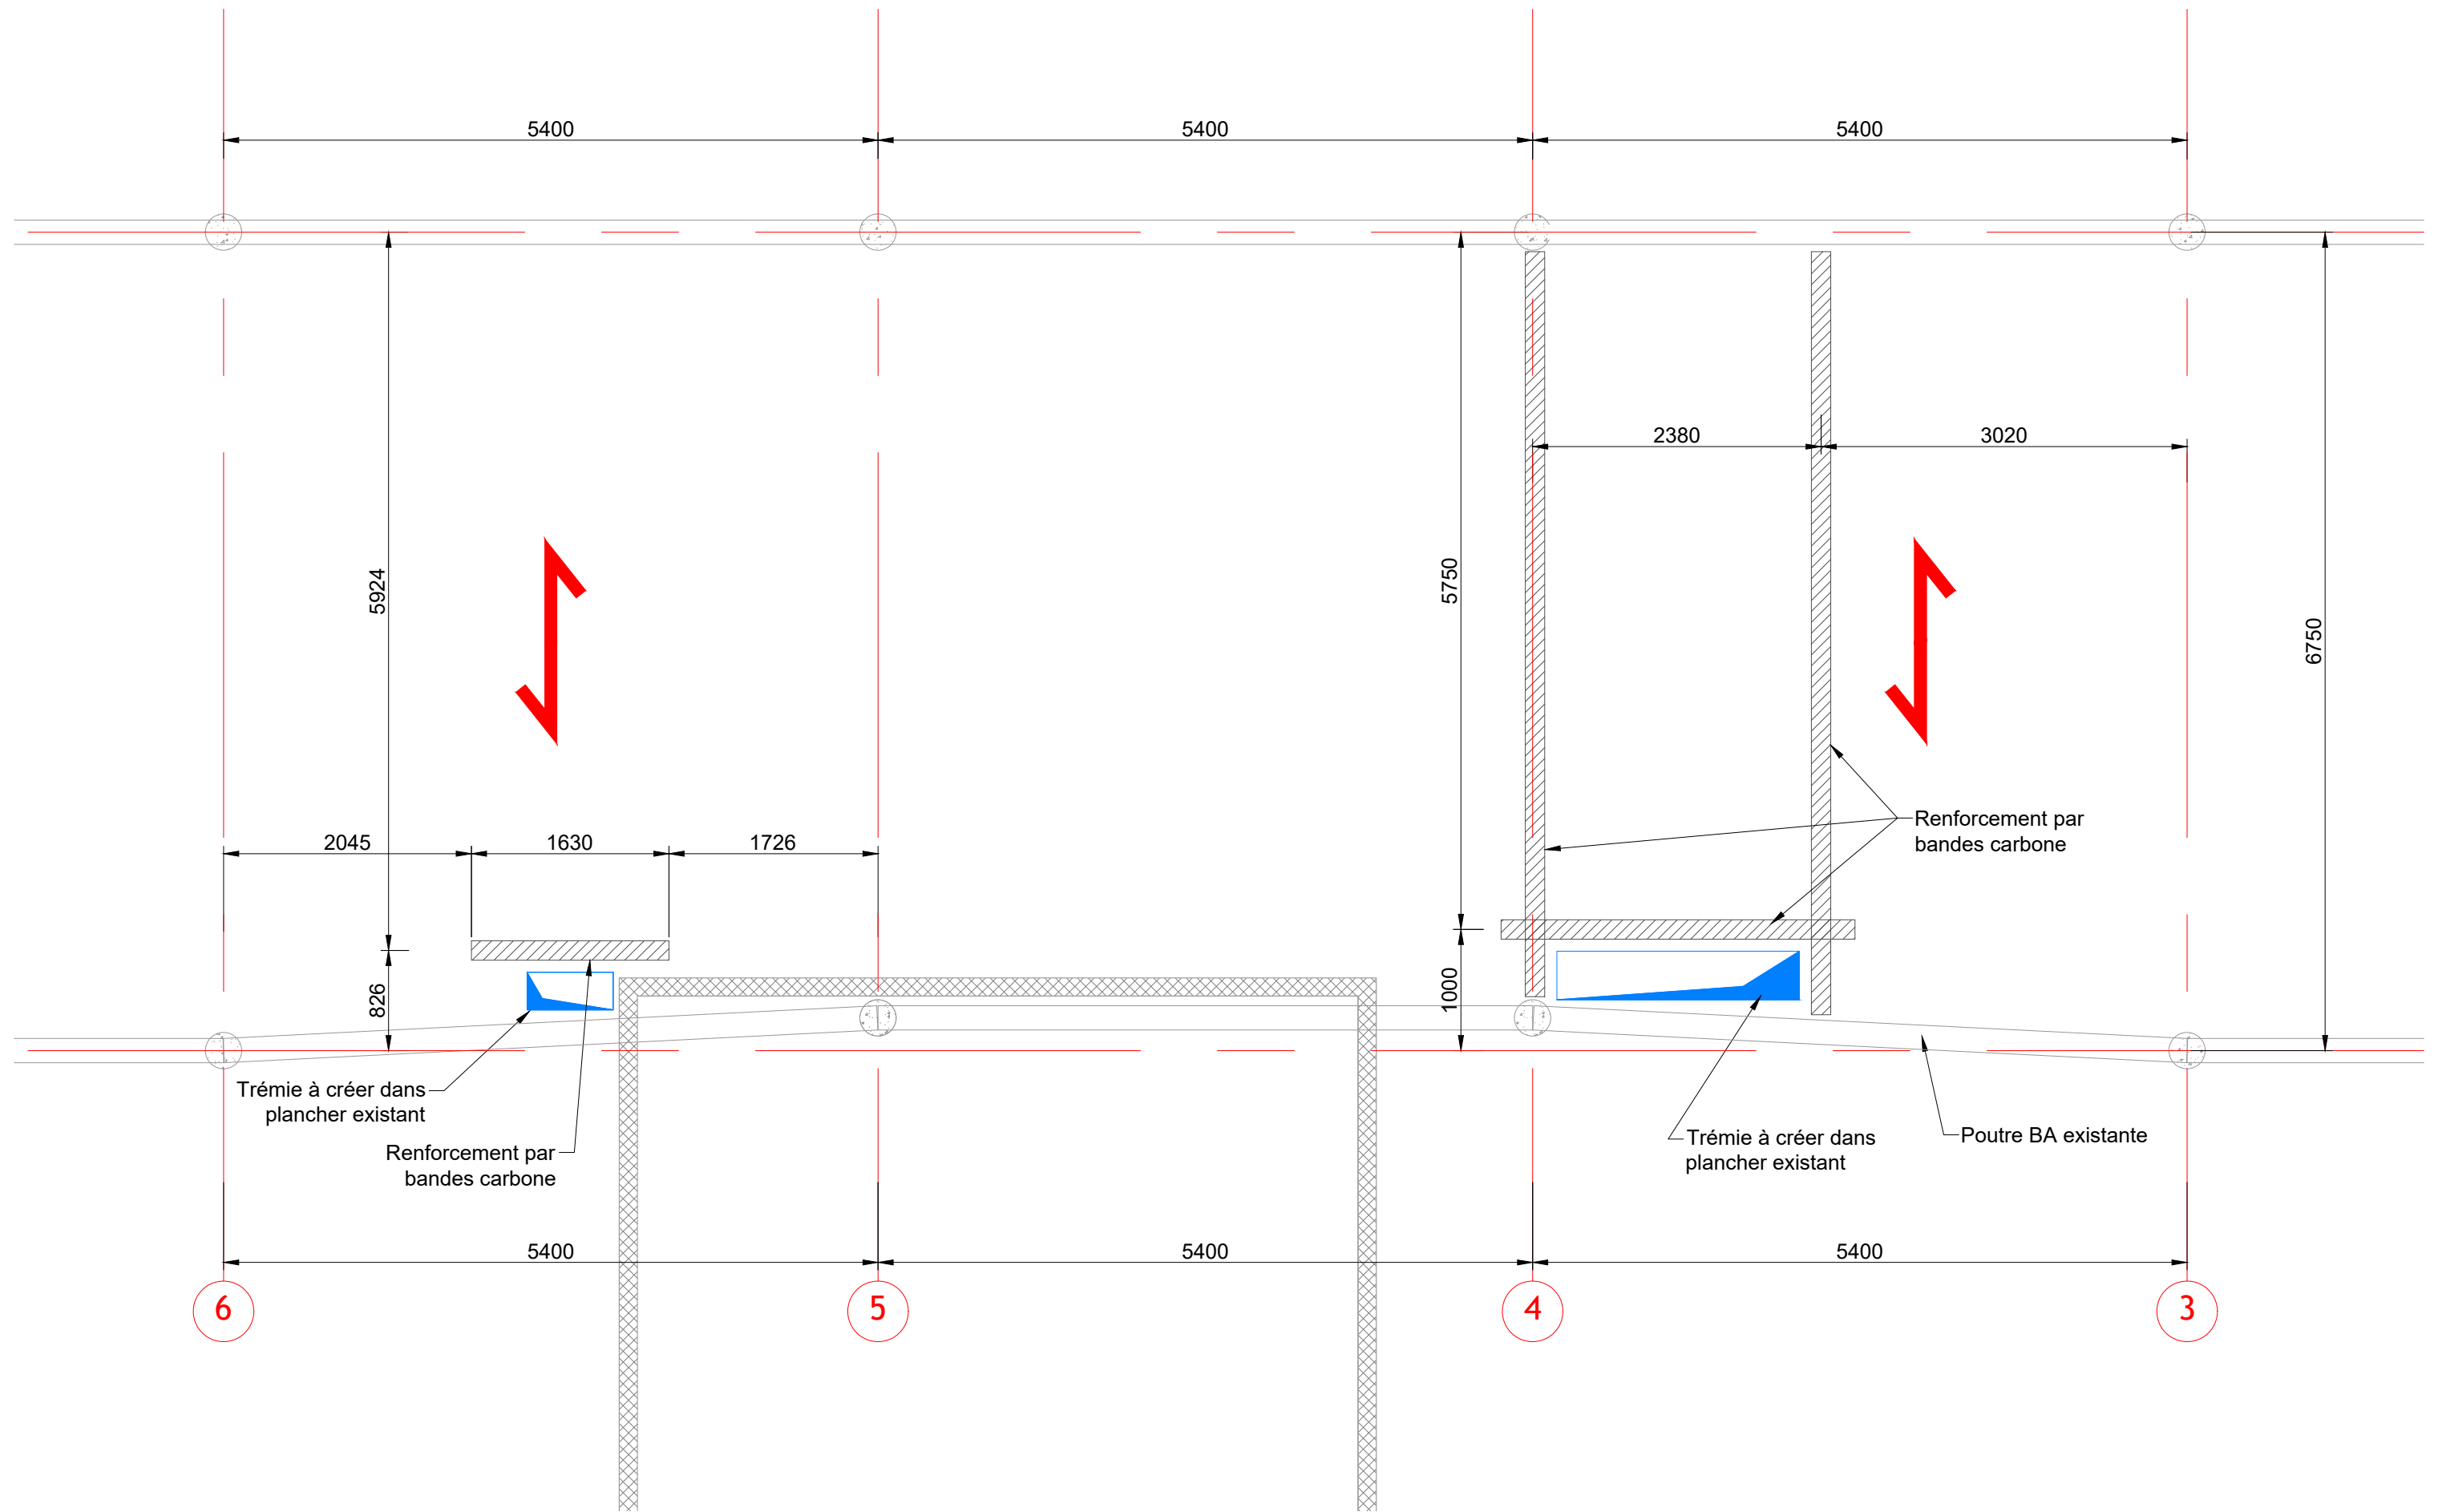 5400
5400
5400
2380
3020
5924
5750
6750
2045
1630
1726
Renforcement par
bandes carbone
826
1000
Trémie à créer dans
plancher existant
Renforcement par
bandes carbone
Trémie à créer dans
plancher existant
Poutre BA existante
5400
5400
5400
6
5
4
3